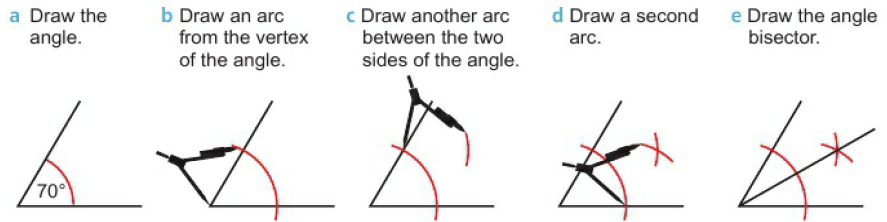 a Draw the
angle.
70°
b Draw an arc
from the vertex
of the angle.
c Draw another arc
between the two
sides of the angle.
d Draw a second
arc.
e Draw the angle
bisector.